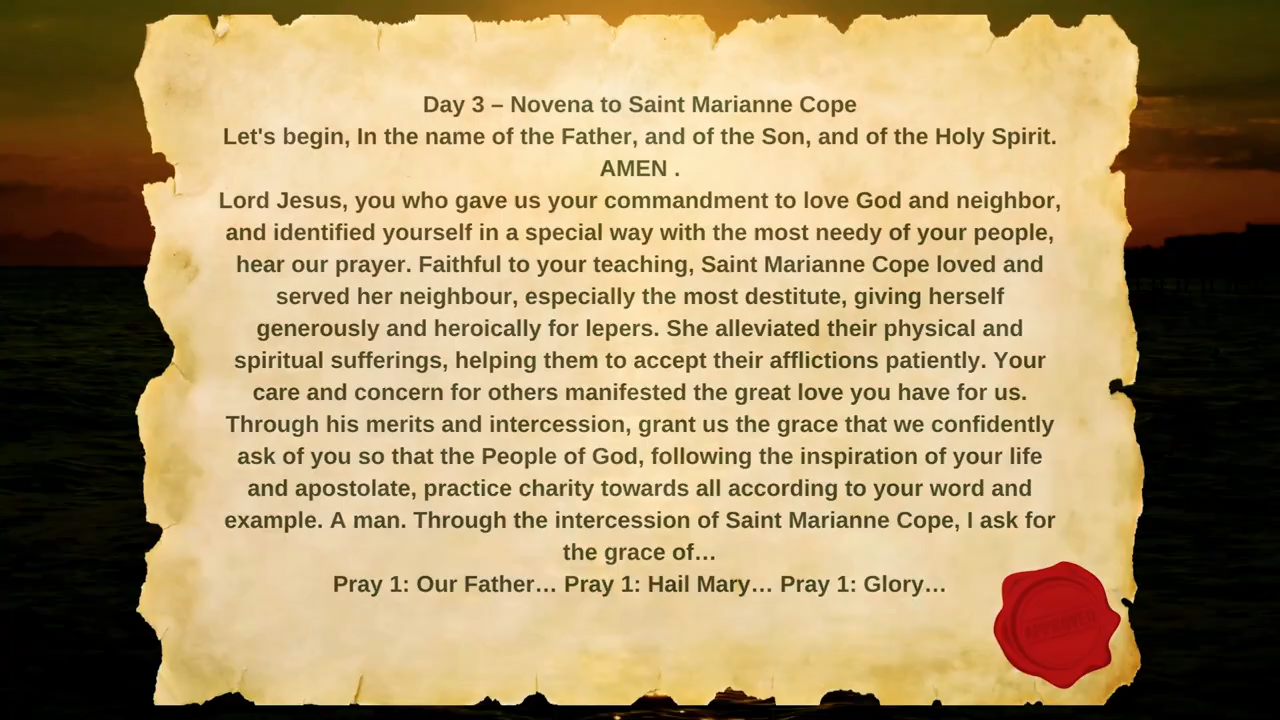 Day 3 – Novena to Saint Marianne Cope
Let's begin, In the name of the Father, and of the Son, and of the Holy Spirit.
AMEN .
Lord Jesus, you who gave us your commandment to love God and neighbor,
and identified yourself in a special way with the most needy of your people,
hear our prayer. Faithful to your teaching, Saint Marianne Cope loved and
served her neighbour, especially the most destitute, giving herself
generously and heroically for lepers. She alleviated their physical and
spiritual sufferings, helping them to accept their afflictions patiently. Your
care and concern for others manifested the great love you have for us.
Through his merits and intercession, grant us the grace that we confidently
ask of you so that the People of God, following the inspiration of your life
and apostolate, practice charity towards all according to your word and
example. A man. Through the intercession of Saint Marianne Cope, I ask for
the grace of…
Pray 1: Our Father… Pray 1: Hail Mary… Pray 1: Glory…